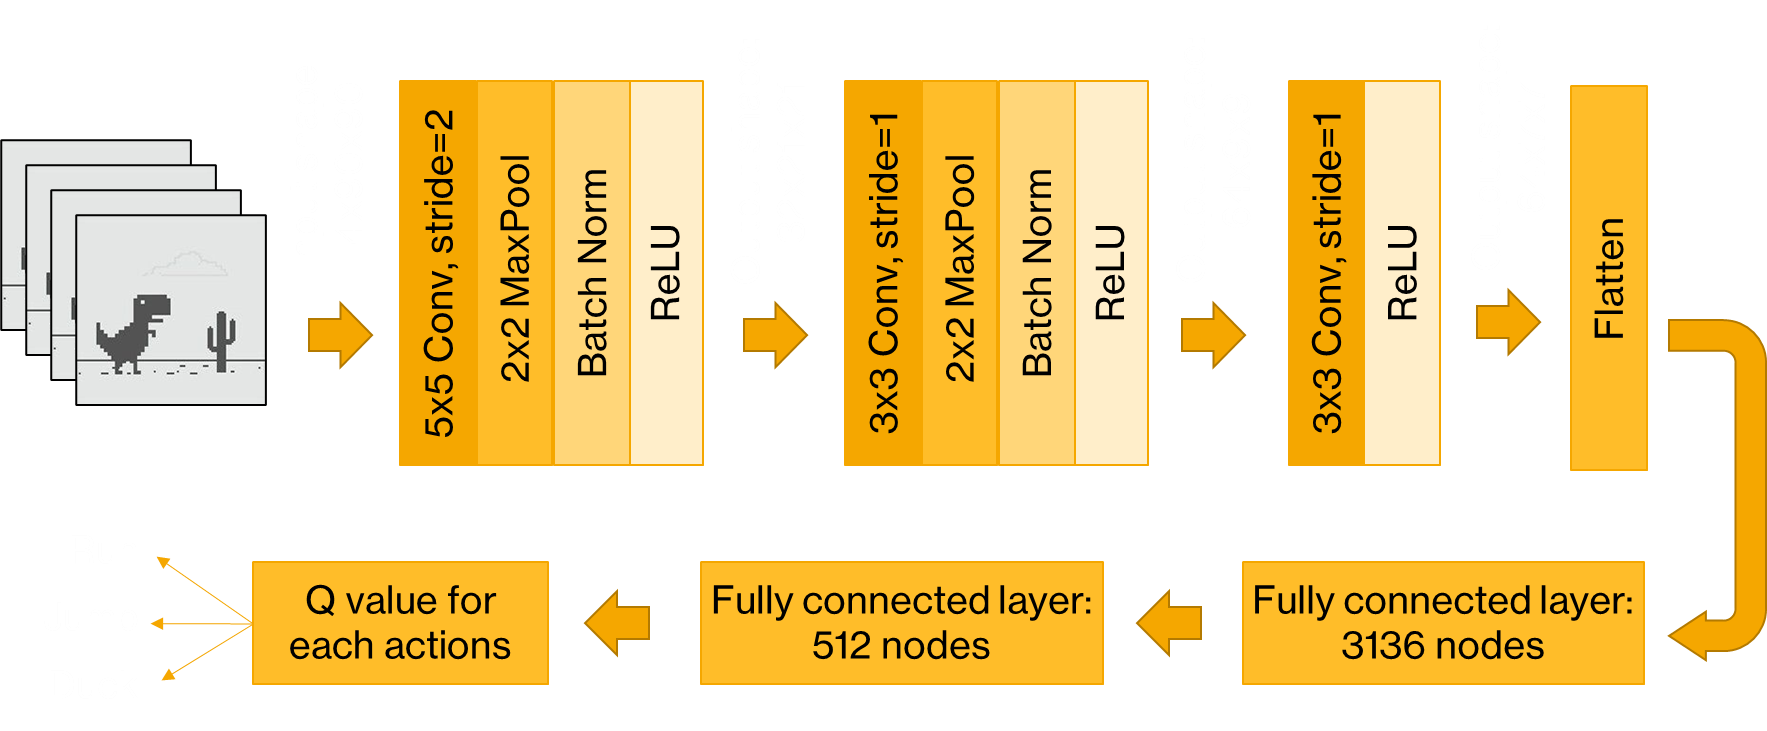 5x5 Conv, stride=2
2x2 MaxPool
Batch Norm
ReLU
3x3 Conv, stride=1
2x2 MaxPool
Batch Norm
ReLU
3x3 Conv, stride=1
ReLU
Flatten
Fully connected layer:
3136 nodes
Fully connected layer:
512 nodes
Q value for
each actions